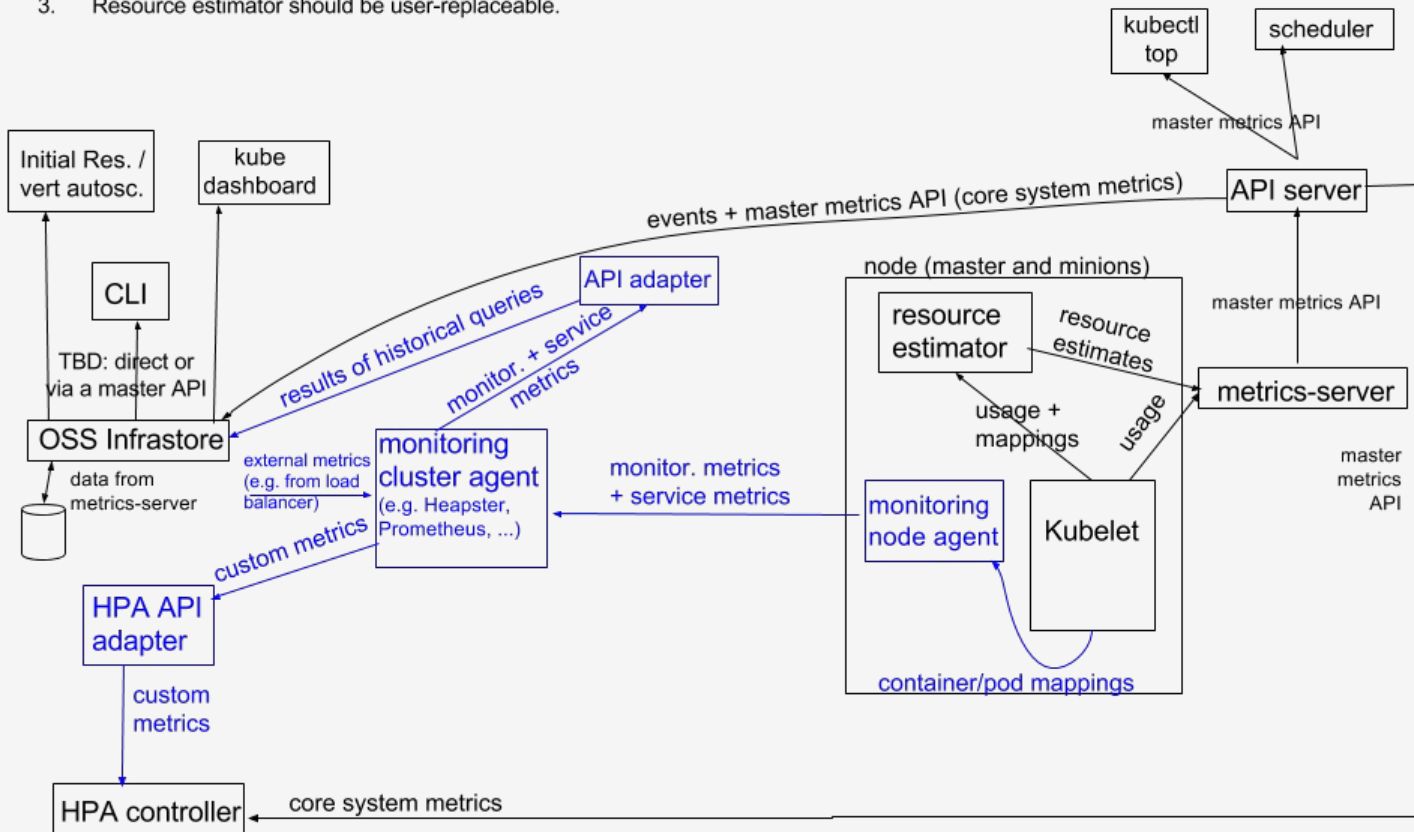 3. Resource estimator should be user-replaceable.
kubectl
top
scheduler
master metrics API
Initial Res. /
vert autosc.
kube
dashboard
API server
events + master metrics API (core system metrics)
CLI
API adapter
node (master and minions)
resource
estimator
resource
estimates
master metrics API
results of historical queries
monitor. + service
metrics
TBD: direct or
via a master API
metrics-server
usage +
mappings
usage
OSS Infrastore
data from
metrics-server
external metrics
(e.g. from load
balancer)
monitoring
cluster agent
(e.g. Heapster,
Prometheus, ...)
monitor. metrics
+ service metrics
monitoring
node agent
Kubelet
master
metrics
API
custom metrics
HPA API
adapter
container/pod mappings
custom
metrics
HPA controller
core system metrics